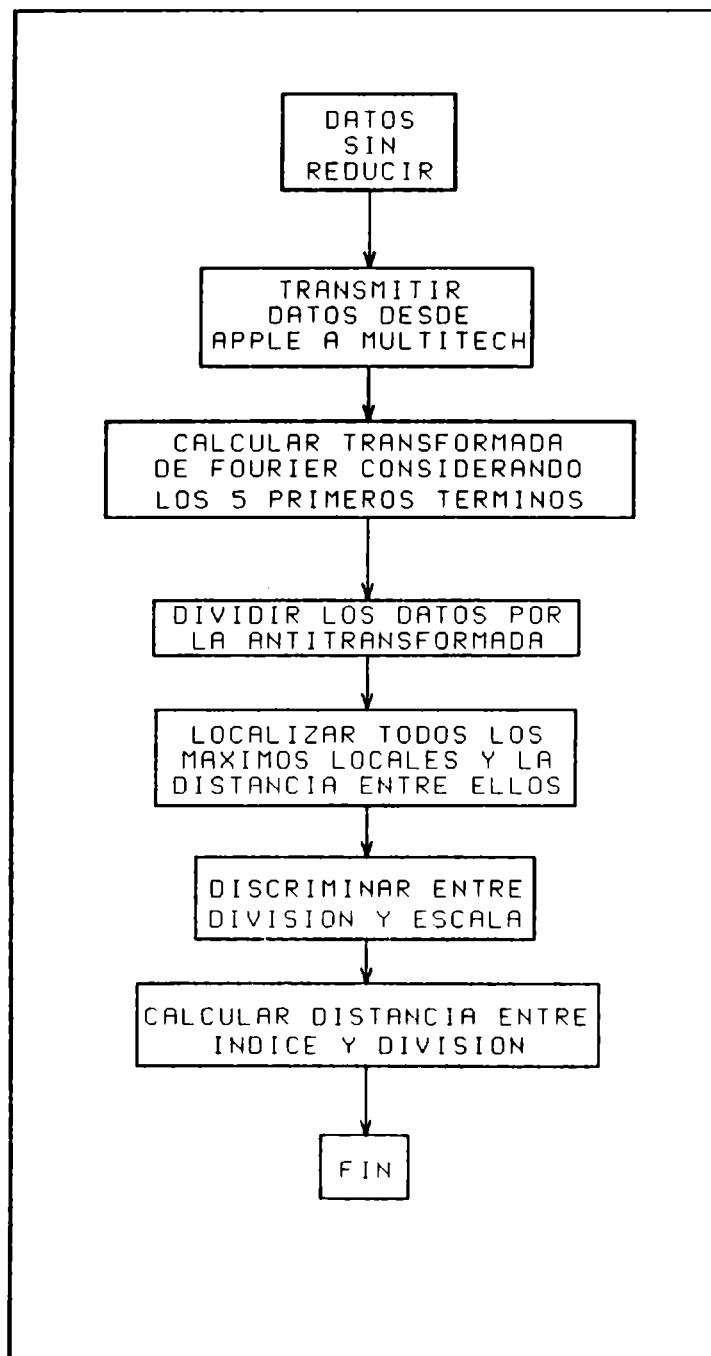 DATOS
SIN
REDUCIR
TRANSMITIR
DATOS DESDE
APPLE A MULTITECH
CALCULAR TRANSFORMADA
DE FOURIER CONSIDERANDO
LOS 5 PRIMEROS TERMINOS
DIVIDIR LOS DATOS POR
LA ANTITRANSFORMADA
LOCALIZAR TODOS LOS
MAXIMOS LOCALES Y LA
DISTANCIA ENTRE ELLOS
DISCRIMINAR ENTRE
DIVISION Y ESCALA
CALCULAR DISTANCIA ENTRE
INDICE Y DIVISION
FIN